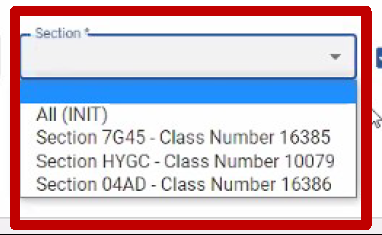 Section *
All (INIT)
Section 7G45 - Class Number 16385
Section HYGC - Class Number 10079
Section 04AD - Class Number 16386